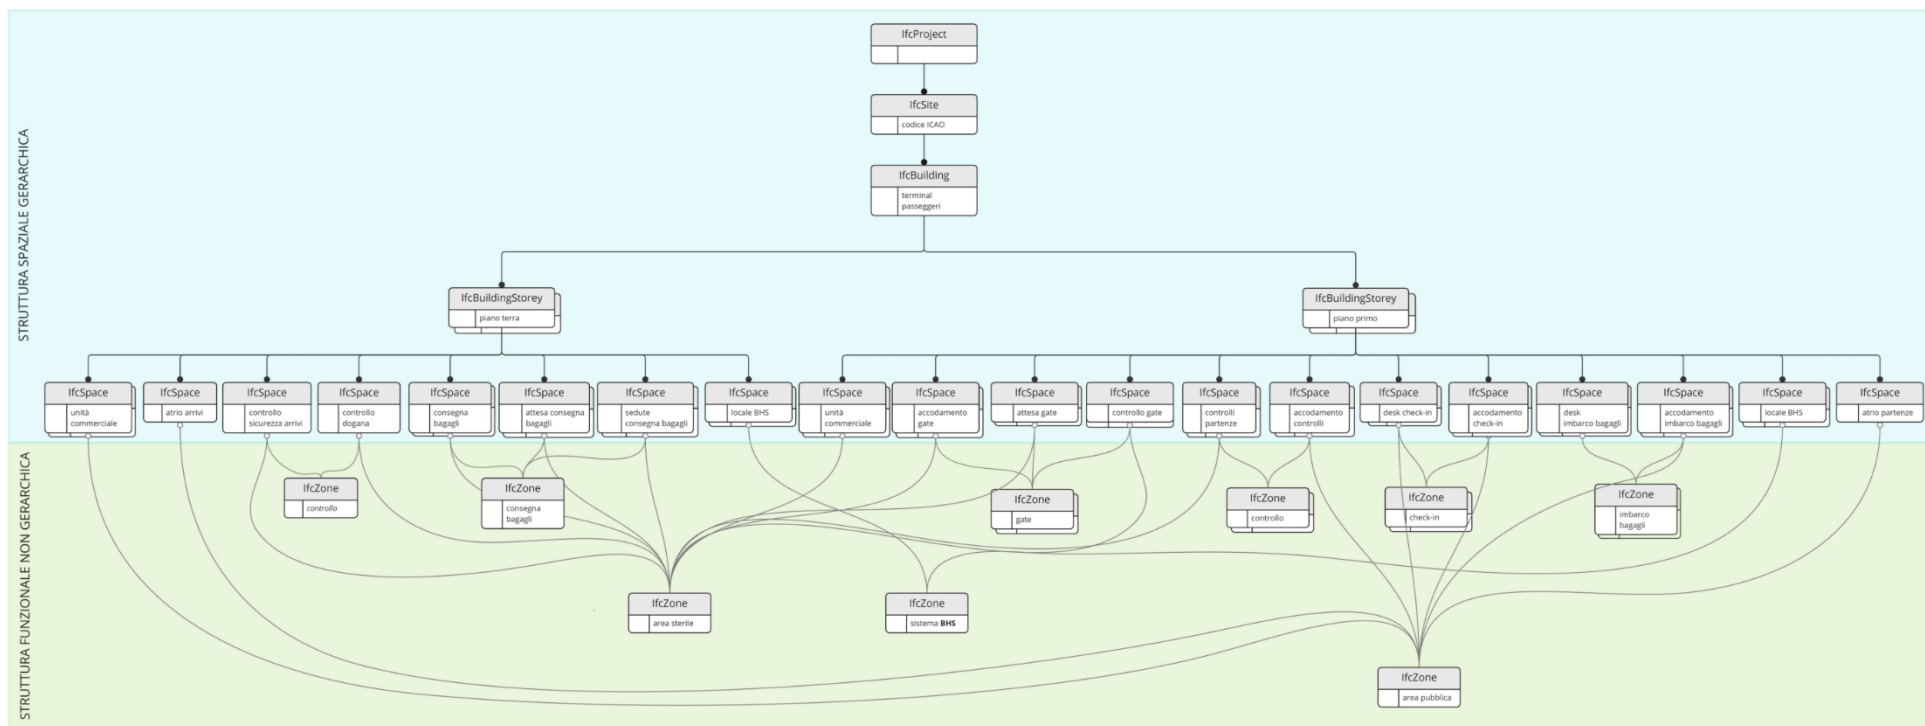 STRUTTURA SPAZIALE GERARCHICA
IfcProject
IfcSite
codice ICAO
IfcBuilding
terminal
passeggeri
IfcBuildingStorey
piano terra
IfcBuildingStorey
piano primo
IfcSpace
unità
commerciale
IfcSpace
atrio arrivi
IfcSpace
controllo
sicurezza arrivi
IfcSpace
controllo
dogana
IfcSpace
consegna
bagagli
IfcSpace
attesa consegna
bagagli
IfcSpace
sedute
consegna bagagli
IfcSpace
locale BHS
IfcSpace
unità
commerciale
IfcSpace
accodamento
gate
IfcSpace
attesa gate
IfcSpace
controllo gate
IfcSpace
controlli
partenze
IfcSpace
accodamento
controlli
IfcSpace
desk check-in
IfcSpace
accodamento
check-in
IfcSpace
desk
imbarco bagagli
IfcSpace
accodamento
imbarco bagagli
IfcSpace
locale BHS
IfcSpace
atrio partenze
STRUTTURA FUNZIONALE NON GERARCHICA
IfcZone
controllo
IfcZone
consegna
bagagli
IfcZone
gate
IfcZone
controllo
IfcZone
check-in
IfcZone
imbarco
bagagli
IfcZone
area sterile
IfcZone
sistema BHS
IfcZone
area pubblica